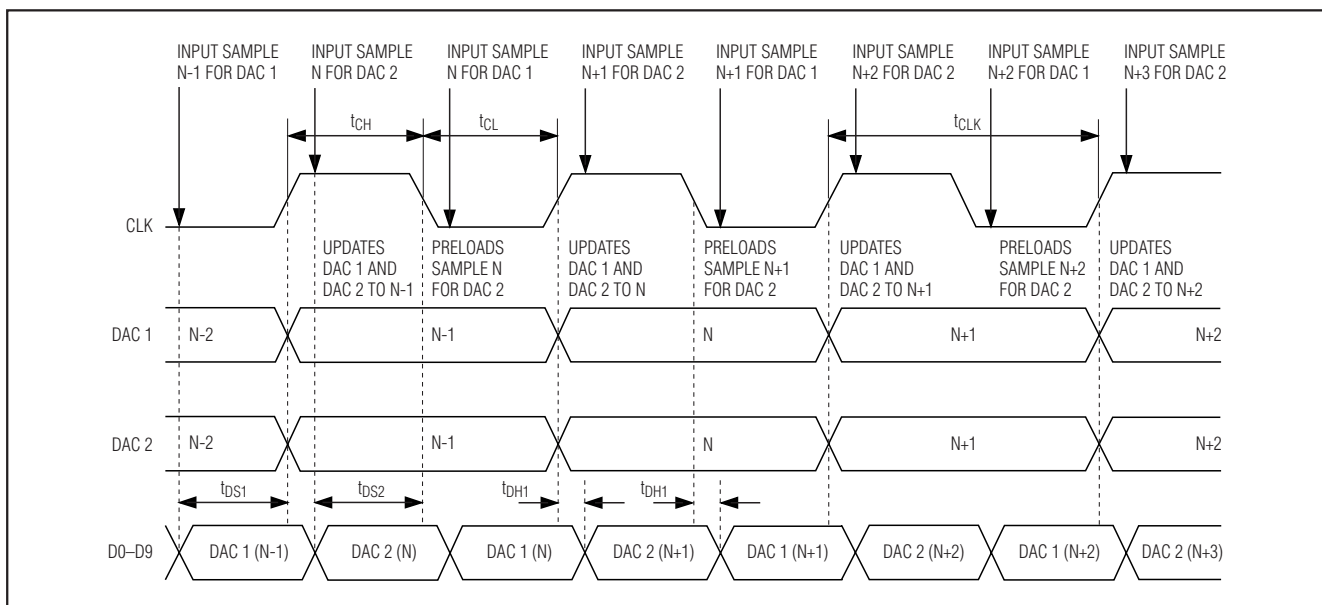 INPUT SAMPLE
N-1 FOR DAC 1
INPUT SAMPLE
N FOR DAC 2
INPUT SAMPLE
N FOR DAC 1
INPUT SAMPLE
N+1 FOR DAC 2
INPUT SAMPLE
N+1 FOR DAC 1
INPUT SAMPLE
N+2 FOR DAC 2
INPUT SAMPLE
N+2 FOR DAC 1
INPUT SAMPLE
N+3 FOR DAC 2
tCH
tCL
tCLK
CLK
UPDATES
DAC 1 AND
DAC 2 TO N-1
PRELOADS
SAMPLE N
FOR DAC 2
UPDATES
DAC 1 AND
DAC 2 TO N
PRELOADS
SAMPLE N+1
FOR DAC 2
UPDATES
DAC 1 AND
DAC 2 TO N+1
PRELOADS
SAMPLE N+2
FOR DAC 2
UPDATES
DAC 1 AND
DAC 2 TO N+2
DAC 1
N-2
N-1
N
N+1
N+2
DAC 2
N-2
N-1
N
N+1
N+2
tDS1
tDS2
tDH1
tDH1
D0–D9
DAC 1 (N-1)
DAC 2 (N)
DAC 1 (N)
DAC 2 (N+1)
DAC 1 (N+1)
DAC 2 (N+2)
DAC 1 (N+2)
DAC 2 (N+3)